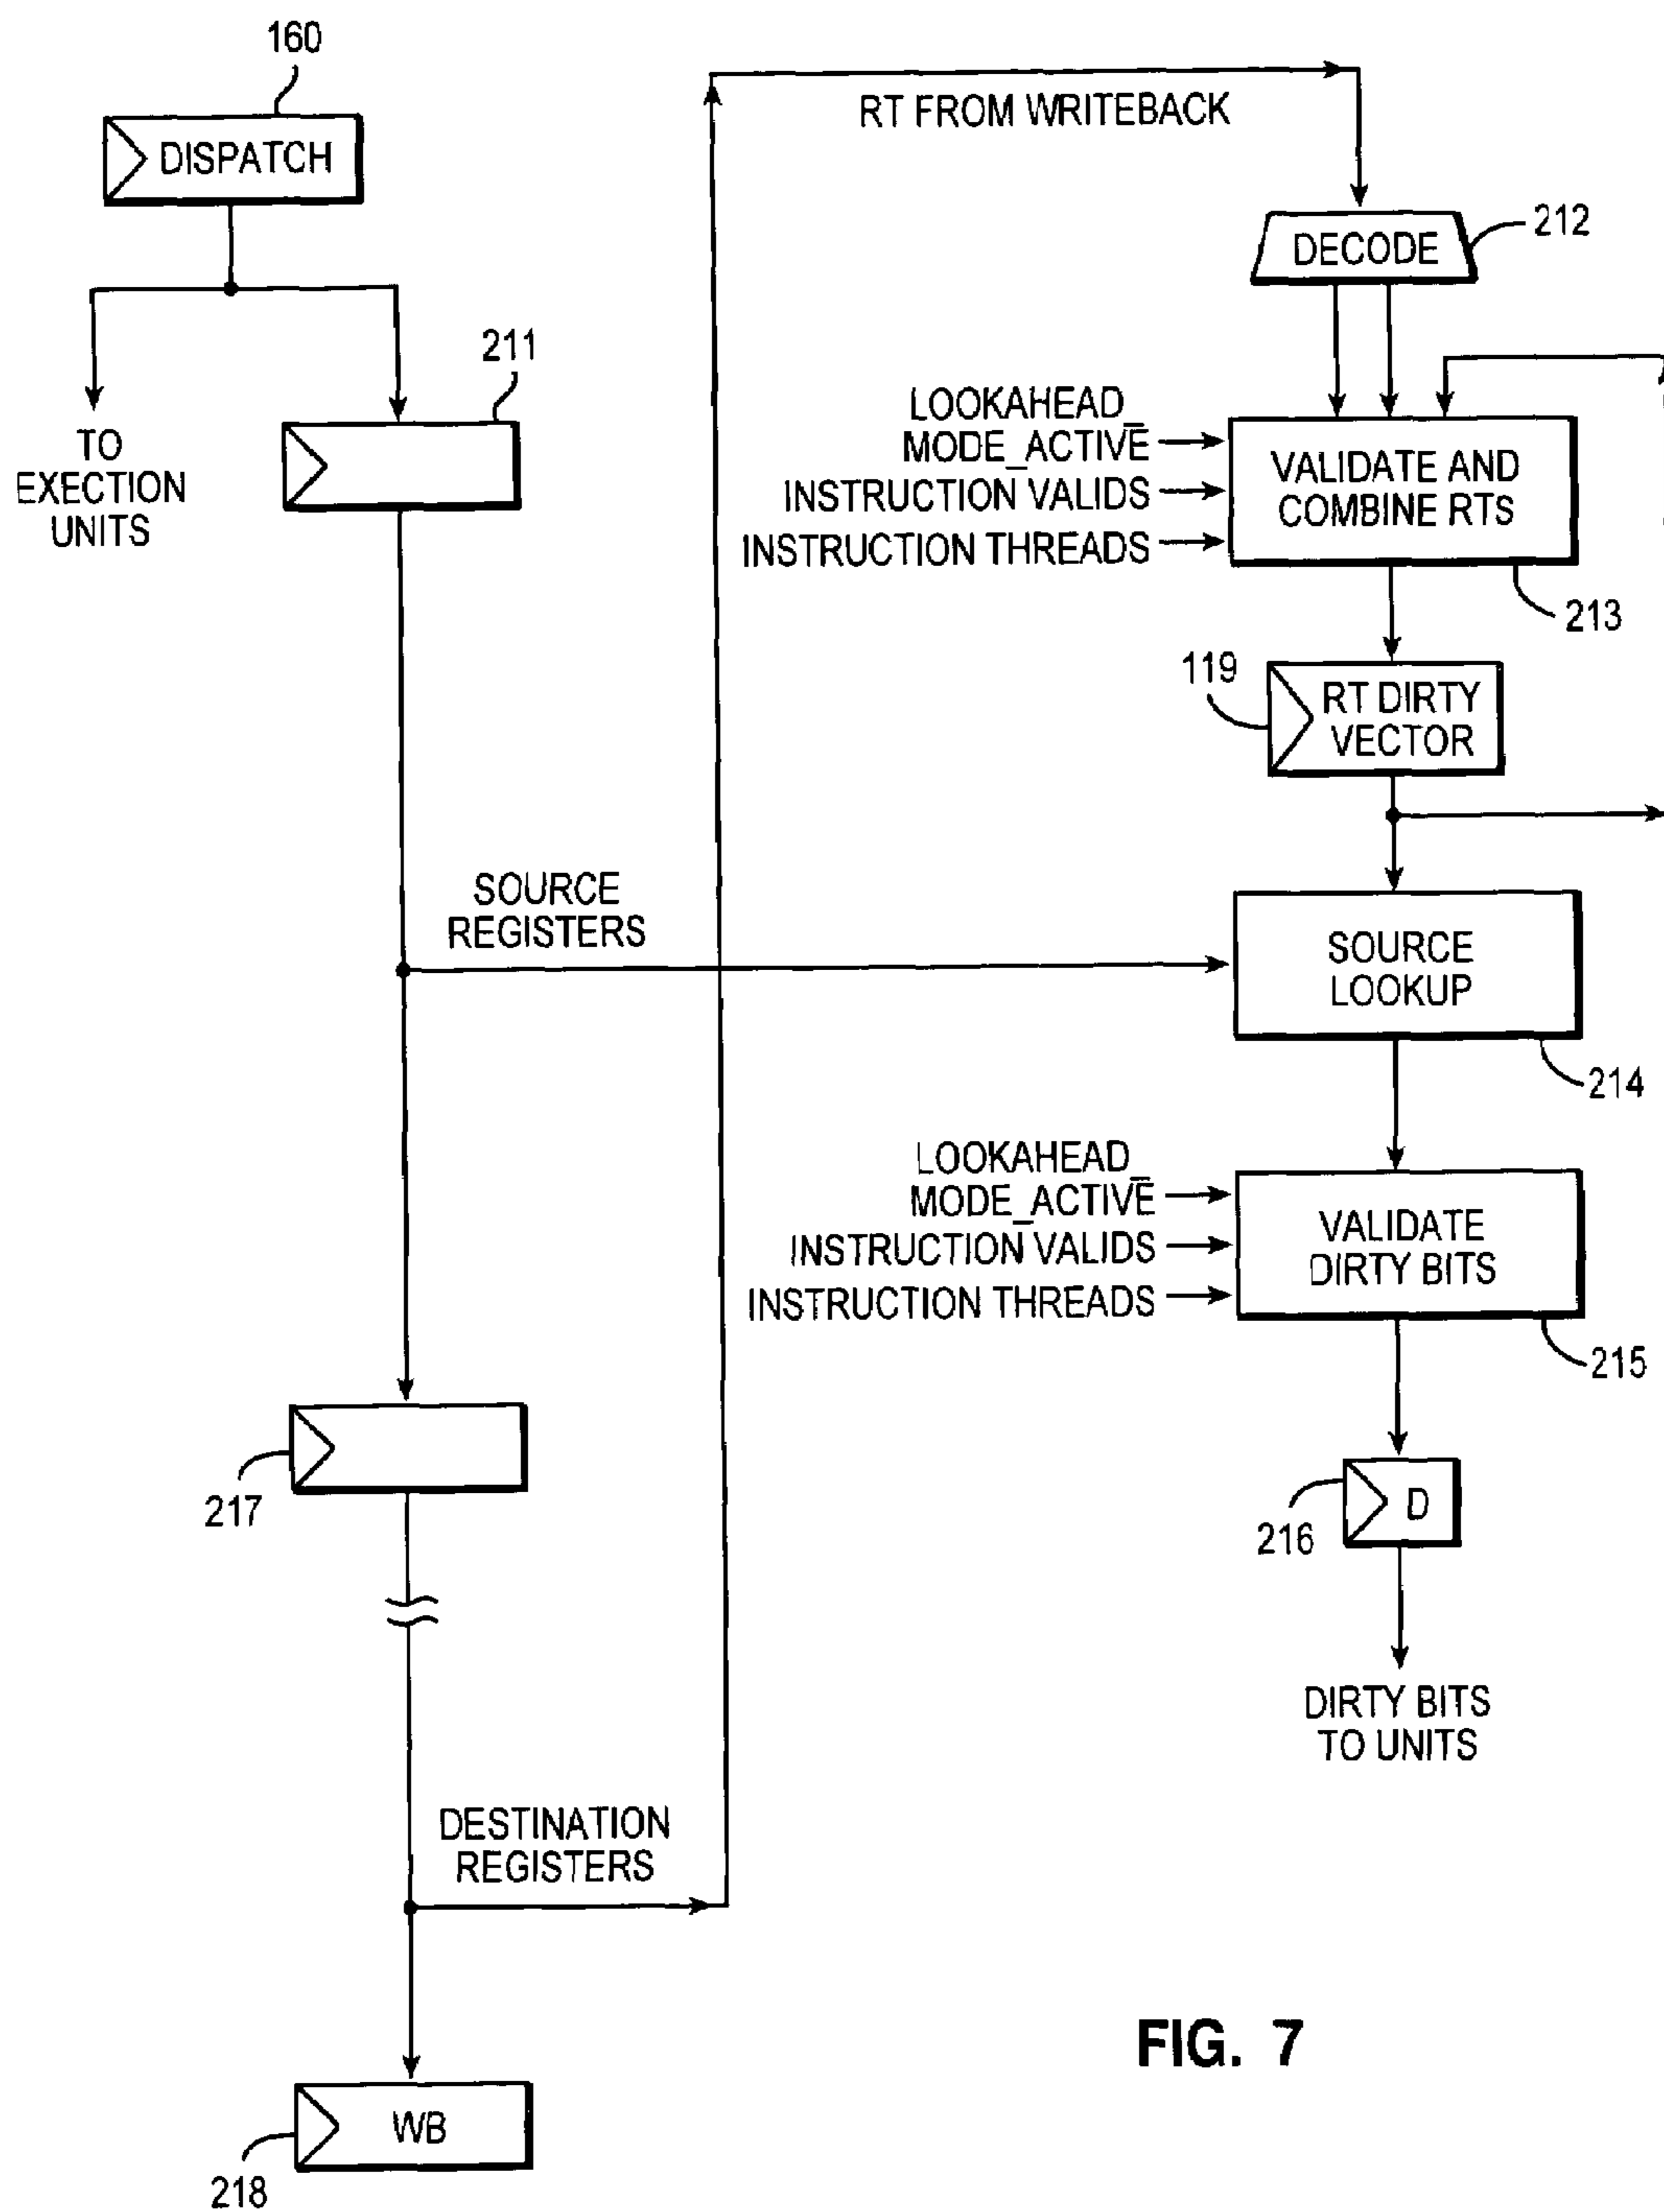 160
DISPATCH
TO
EXECTION
UNITS
211
RT FROM WRITEBACK
DECODE
212
LOOKAHEAD_
MODE_ACTIVE
INSTRUCTION VALIDS
INSTRUCTION THREADS
VALIDATE AND
COMBINE RTS
213
119
RT DIRTY
VECTOR
SOURCE
REGISTERS
SOURCE
LOOKUP
214
LOOKAHEAD_
MODE_ACTIVE
INSTRUCTION VALIDS
INSTRUCTION THREADS
VALIDATE
DIRTY BITS
215
217
216
D
DIRTY BITS
TO UNITS
DESTINATION
REGISTERS
WB
218
FIG. 7